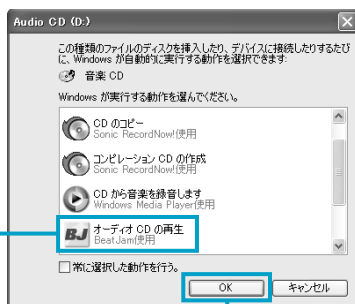 Audio CD (D:)
この種類のファイルのディスクを挿入したり、デバイスに接続したりするたび
に、Windows が自動的に実行する動作を選択できます:
音楽 CD
Windows が実行する動作を選んでください。
CD のコピー
Sonic RecordNow!使用
コンピレーション CD の作成
Sonic RecordNow!使用
CD から音楽を録音します
Windows Media Player使用
BJ オーディオ CD の再生
BeatJam使用
常に選択した動作を行う。
OK キャンセル